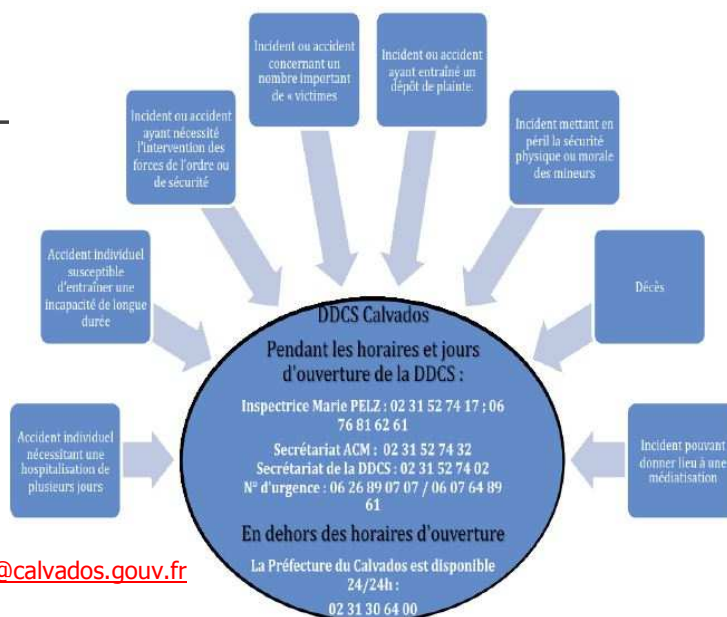 Incident ou accident
concernant un
nombre important
de « victimes
Incident ou accident
ayant entraîné un
dépôt de plainte.
Incident ou accident
ayant nécessité
l'intervention des
forces de l'ordre ou
de sécurité
Incident mettant en
péril la sécurité
physique ou morale
des mineurs
Accident individuel
susceptible
d'entraîner une
incapacité de longue
durée
Décès
Accident individuel
nécessitant une
hospitalisation de
plusieurs jours
Incident pouvant
donner lieu à une
médiatisation
DDCS Calvados
Pendant les horaires et jours
d'ouverture de la DDCS :
Inspectrice Marie PELZ : 02 31 52 74 17 ; 06
76 81 62 61
Secrétariat ACM : 02 31 52 74 32
Secrétariat de la DDCS : 02 31 52 74 02
N° d'urgence : 06 26 89 07 07 / 06 07 64 89
61
En dehors des horaires d'ouverture
La Préfecture du Calvados est disponible
24/24h :
02 31 30 64 00
@calvados.gouv.fr